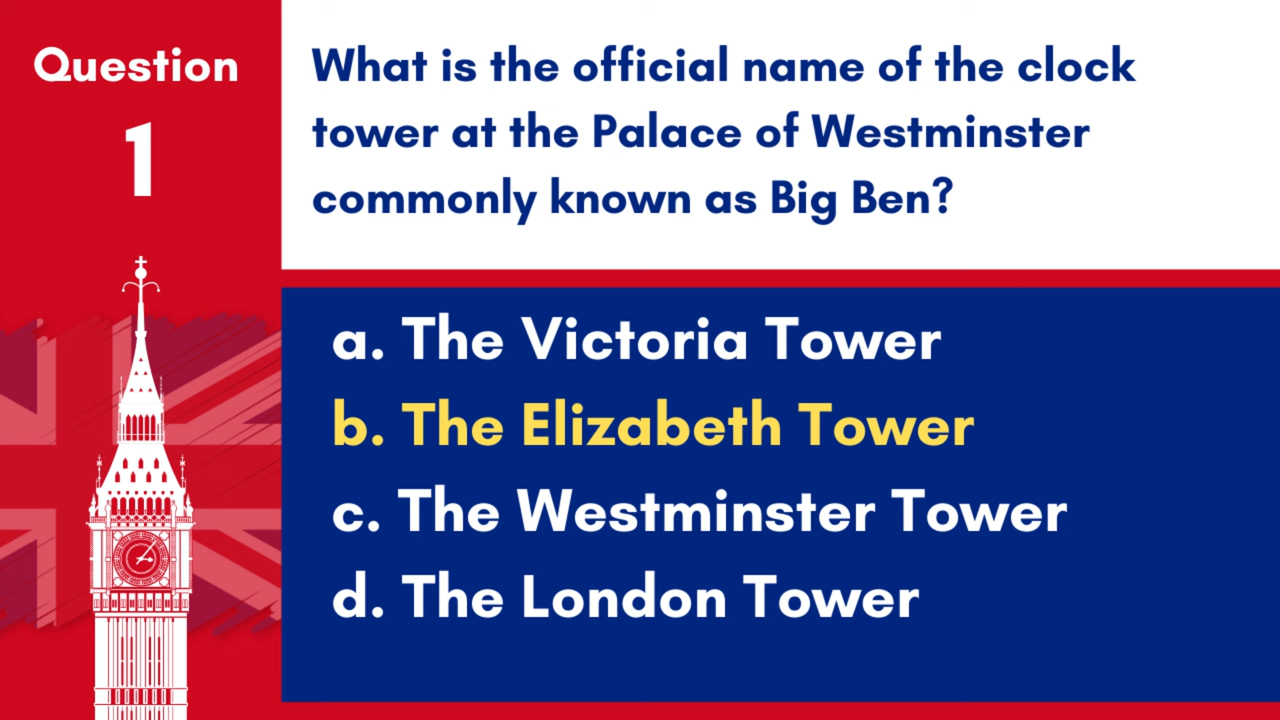 Question
1
What is the official name of the clock
tower at the Palace of Westminster
commonly known as Big Ben?
a. The Victoria Tower
b. The Elizabeth Tower
c. The Westminster Tower
d. The London Tower